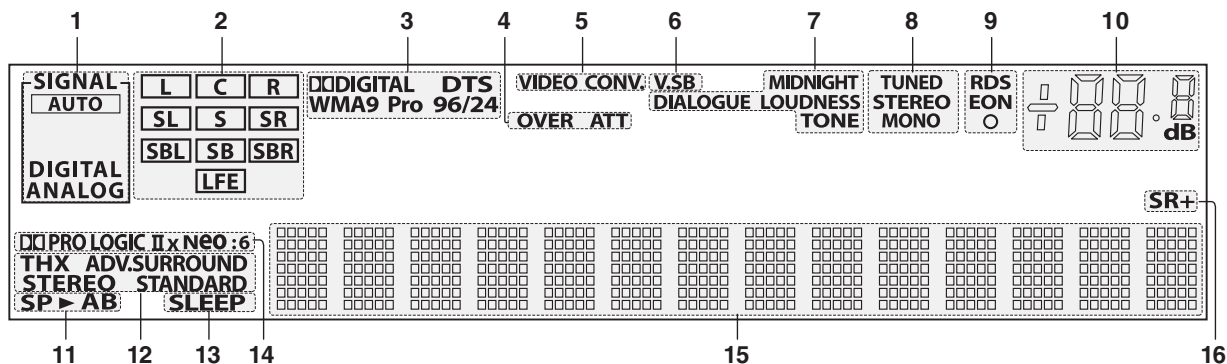 1 2 3 4 5 6 7 8 9 10
SIGNAL
AUTO
DIGITAL
ANALOG
L C R
SL S SR
SBL SB SBR
LFE
DIGITAL DTS
WMA9 Pro 96/24
OVER ATT
VIDEO CONV.
V.SB
MIDNIGHT
DIALOGUE LOUDNESS
TONE
TUNED
STEREO
MONO
RDS
EON
dB
SR+
PRO LOGIC II x Neo :6
THX ADV.SURROUND
STEREO STANDARD
SP ► AB SLEEP
11 12 13 14 15 16